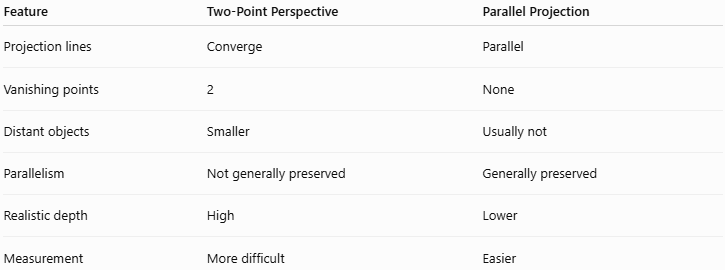 Feature Two-Point Perspective Parallel Projection
Projection lines Converge Parallel
Vanishing points 2 None
Distant objects Smaller Usually not
Parallelism Not generally preserved Generally preserved
Realistic depth High Lower
Measurement More difficult Easier